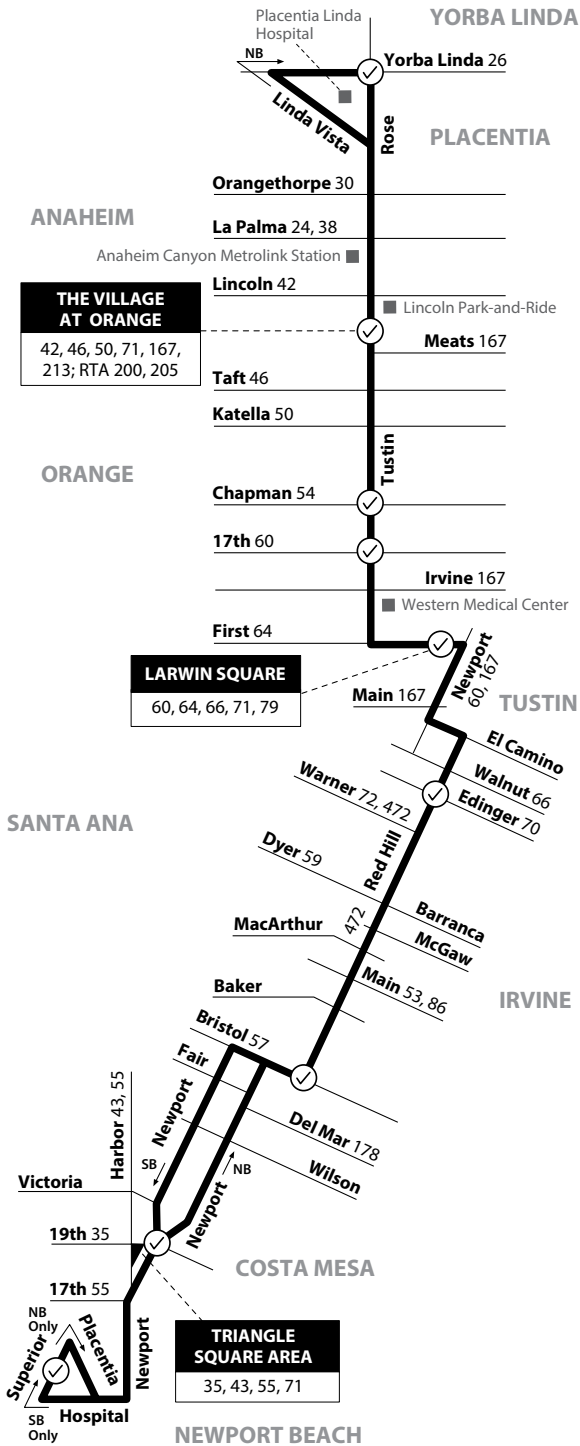 YORBA LINDA
Placentia Linda
Hospital
NB
Yorba Linda 26
Linda Vista
Rose
PLACENTIA
Orangethorpe 30
ANAHEIM
La Palma 24, 38
Anaheim Canyon Metrolink Station
Lincoln 42
THE VILLAGE
AT ORANGE
42, 46, 50, 71, 167,
213; RTA 200, 205
Lincoln Park-and-Ride
Meats 167
Taft 46
Katella 50
Tustin
ORANGE
Chapman 54
17th 60
Irvine 167
Western Medical Center
First 64
LARWIN SQUARE
60, 64, 66, 71, 79
Newport
60, 167
Main 167
TUSTIN
El Camino
Walnut 66
Edinger 70
Warner 72, 472
SANTA ANA
Red Hill
472
Dyer 59
Barranca
McGaw
MacArthur
Main 53, 86
IRVINE
Baker
Bristol 57
Fair
Harbor 43, 55
Newport
SB
NB
Newport
Del Mar 178
Wilson
Victoria
19th 35
COSTA MESA
17th 55
NB
Only
Superior
Placentia
Newport
TRIANGLE
SQUARE AREA
35, 43, 55, 71
SB
Only
Hospital
NEWPORT BEACH